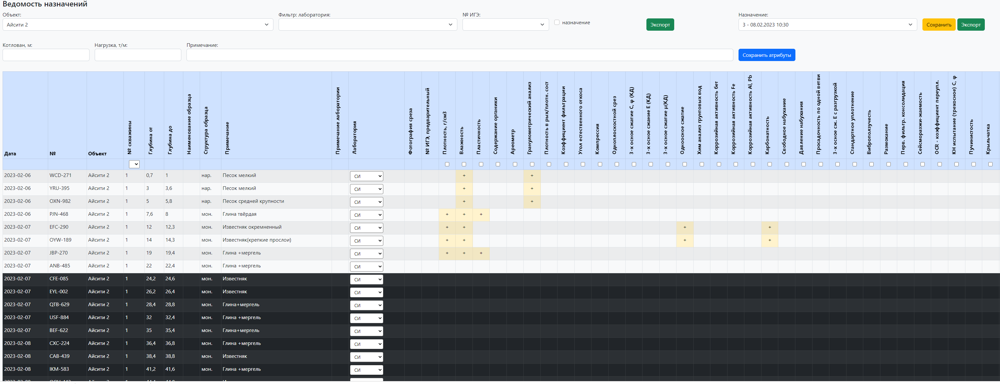 Ведомость назначений
Объект: Фильтр: лаборатория: № ИГЭ: Назначение:
Айсити 2 назначение Экспорт 3 - 08.02.2023 10:30 Сохранить Экспорт
Котлован, м: Нагрузка, т/м: Примечание:
Сохранить атрибуты
Дата
№
Объект
№ скважины
Глубина от
Глубина до
Наименование образца
Структура образца
Примечание
Примечание лаборатории
Лаборатория
Фотография среза
№ ИГЭ, предварительный
Плотность, г/см3
Влажность
Пластичность
Содержание органики
Ареометр
Гранулометрический анализ
Плотность в рых/плотн. сост
Коэффициент фильтрации
Угол естественного откоса
Компрессия
Одноплоскостной срез
3-х осное сжатие С, φ (КД)
3-х осное сжание Е (КД)
3-х осное сжатие μ(КД)
Одноосное сжатие
Хим анализ грунтовых вод
Коррозийная активность бет
Коррозийная активность Fe
Коррозийная активность Al, Pb
Карбонатность
Свободное набухание
Давление набухания
Просадочность по одной ветви
3-х осное сж. Е с разгрузкой
Стандартное уплотнение
Виброползучесть
Размокание
Перв. фильтр. консолидация
Сейсморазжи-жаемость
OCR - коэффициент переупл.
КН испытание (трехосное) С, φ
Пучинистость
Крыльчатка
2023-02-06 WCD-271 Айсити 2 1 0,7 1 нар. Песок мелкий СИ + +
2023-02-06 YRU-395 Айсити 2 1 3 3,6 нар. Песок мелкий СИ + +
2023-02-06 OXN-982 Айсити 2 1 5 5,8 нар. Песок средней крупности СИ + +
2023-02-06 PJN-468 Айсити 2 1 7,6 8 мон. Глина твёрдая СИ + + +
2023-02-07 EFC-290 Айсити 2 1 12 12,3 мон. Известняк окремненный СИ + + + +
2023-02-07 OYW-189 Айсити 2 1 14 14,3 мон. Известняк(крепкие прослои) СИ + + + +
2023-02-07 JBP-270 Айсити 2 1 19 19,4 мон. Глина +мергель СИ + + +
2023-02-07 ANB-485 Айсити 2 1 22 22,4 мон. Глина +мергель СИ
2023-02-07 CFE-085 Айсити 2 1 24,2 24,6 мон. Известняк СИ
2023-02-07 EYL-002 Айсити 2 1 26,2 26,4 мон. Известняк СИ
2023-02-07 QTB-629 Айсити 2 1 28,4 28,8 мон. Глина+мергель СИ
2023-02-07 USF-884 Айсити 2 1 32 32,4 мон. Глина +мергель СИ
2023-02-07 BEF-622 Айсити 2 1 35 35,4 мон. Глина+мергель СИ
2023-02-08 CXC-224 Айсити 2 1 36,4 36,8 мон. Глина +мергель СИ
2023-02-08 CAB-439 Айсити 2 1 38,4 38,8 мон. Известняк СИ
2023-02-08 IKM-583 Айсити 2 1 41,2 41,6 мон. Глина +мергель СИ